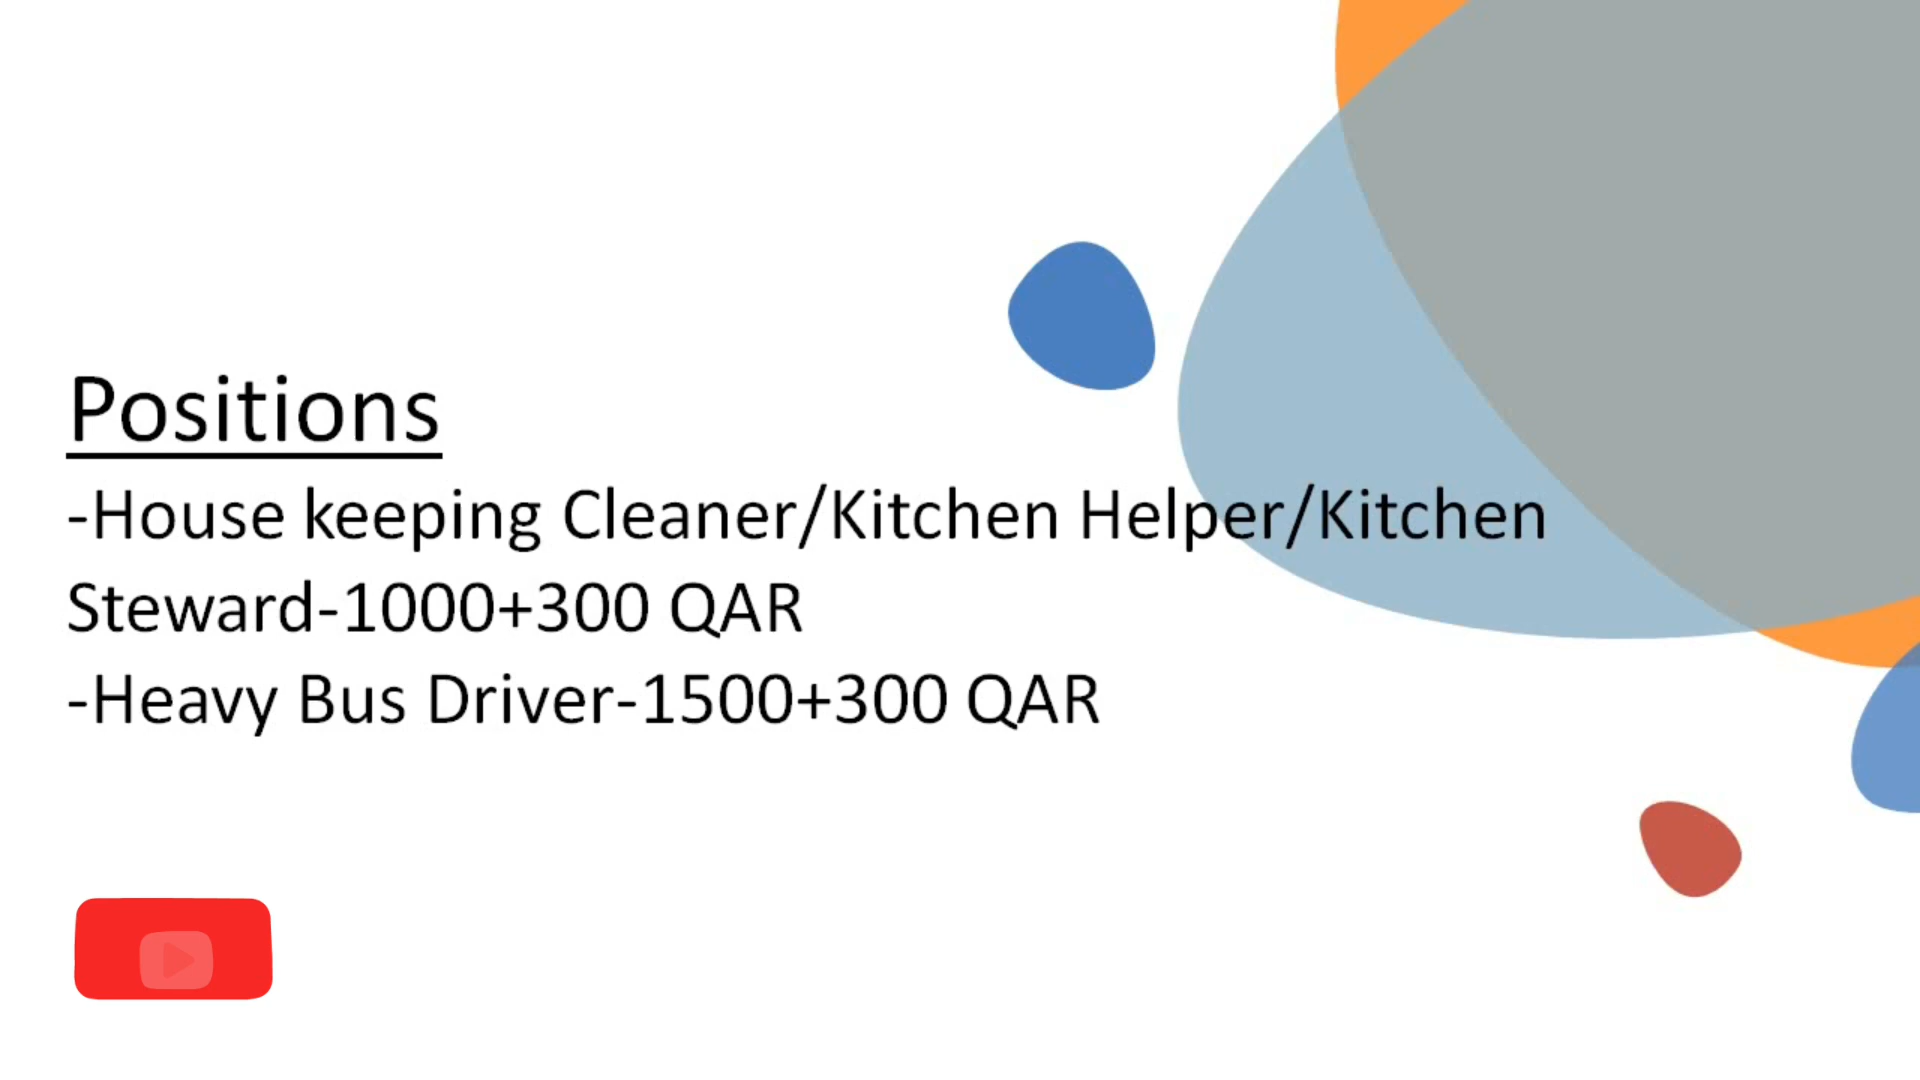 Positions
-House keeping Cleaner/Kitchen Helper/Kitchen
Steward-1000+300 QAR
-Heavy Bus Driver-1500+300 QAR